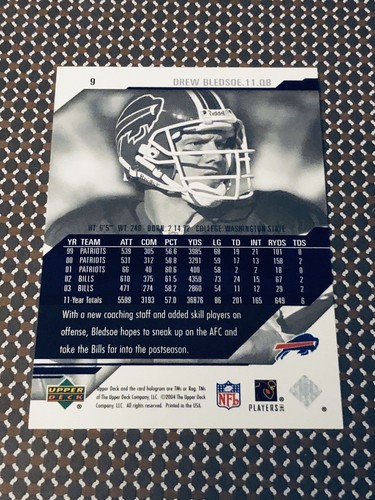 9
DREW BLEDSOE.11.QB
Riddell
HT: 6'5" WT: 240 BORN: 2.14.72 COLLEGE: WASHINGTON STATE
YR TEAM ATT COM PCT YDS LG TD INT RYDS TDS
99 PATRIOTS 539 305 56.6 3985 68 19 21 101 0
00 PATRIOTS 531 312 58.8 3291 59 17 13 158 2
01 PATRIOTS 66 40 60.6 400 58 2 2 18 0
02 BILLS 610 375 61.5 4359 73 24 15 67 2
03 BILLS 471 274 58.2 2860 54 11 12 29 2
11-Year Totals 5599 3193 57.0 36876 86 201 165 649 6
With a new coaching staff and added skill players on
offense, Bledsoe hopes to sneak up on the AFC and
take the Bills far into the postseason.
UPPER DECK
Upper Deck and the card hologram are TMs or Reg. TMs
of The Upper Deck Company, LLC. ©2004 The Upper Deck
Company, LLC. All rights reserved. Printed in the USA.
NFL
PLAYERS INC